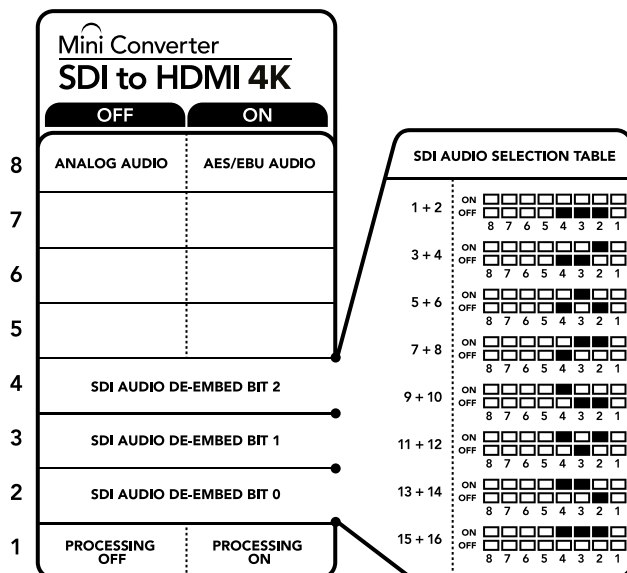 Mini Converter
SDI to HDMI 4K
OFF ON
8 ANALOG AUDIO AES/EBU AUDIO
7
6
5
4 SDI AUDIO DE-EMBED BIT 2
3 SDI AUDIO DE-EMBED BIT 1
2 SDI AUDIO DE-EMBED BIT 0
1 PROCESSING OFF PROCESSING ON
SDI AUDIO SELECTION TABLE
1 + 2
ON
OFF
8 7 6 5 4 3 2 1
3 + 4
ON
OFF
8 7 6 5 4 3 2 1
5 + 6
ON
OFF
8 7 6 5 4 3 2 1
7 + 8
ON
OFF
8 7 6 5 4 3 2 1
9 + 10
ON
OFF
8 7 6 5 4 3 2 1
11 + 12
ON
OFF
8 7 6 5 4 3 2 1
13 + 14
ON
OFF
8 7 6 5 4 3 2 1
15 + 16
ON
OFF
8 7 6 5 4 3 2 1